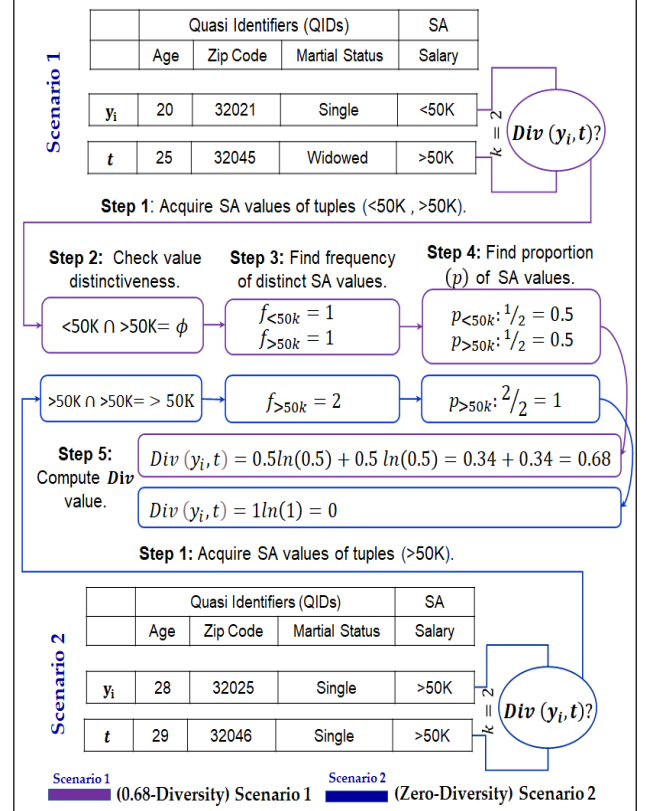 Scenario 1
Quasi Identifiers (QIDs) SA
Age Zip Code Martial Status Salary
yᵢ 20 32021 Single <50K
t 25 32045 Widowed >50K
k = 2
Div (yᵢ,t)?
Step 1: Acquire SA values of tuples (<50K , >50K).
Step 2: Check value
distinctiveness.
Step 3: Find frequency
of distinct SA values.
Step 4: Find proportion
(p) of SA values.
<50K ∩ >50K= ϕ
f<50k = 1
f>50k = 1
p<50k: 1/2 = 0.5
p>50k: 1/2 = 0.5
>50K ∩ >50K= > 50K
f>50k = 2
p>50k: 2/2 = 1
Step 5:
Compute Div
value.
Div (yᵢ,t) = 0.5ln(0.5) + 0.5 ln(0.5) = 0.34 + 0.34 = 0.68
Div (yᵢ,t) = 1ln(1) = 0
Step 1: Acquire SA values of tuples (>50K).
Scenario 2
Quasi Identifiers (QIDs) SA
Age Zip Code Martial Status Salary
yᵢ 28 32025 Single >50K
t 29 32046 Single >50K
k = 2
Div (yᵢ,t)?
Scenario 1
(0.68-Diversity) Scenario 1
Scenario 2
(Zero-Diversity) Scenario 2